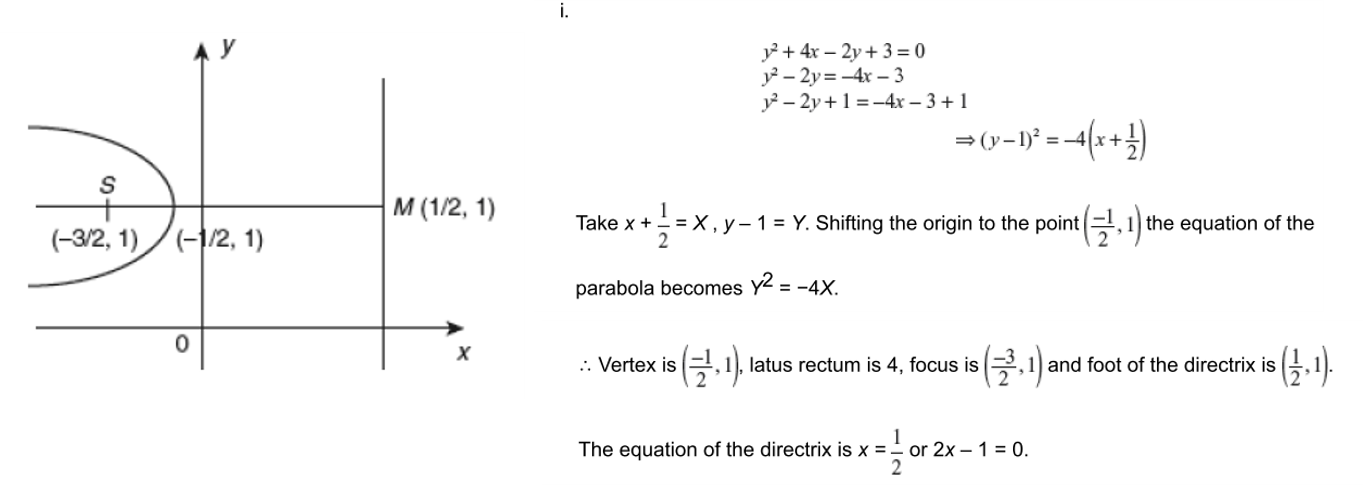 y
S
M (1/2, 1)
(–3/2, 1)
(–1/2, 1)
0
x
i.
y² + 4x – 2y + 3 = 0
y² – 2y = –4x – 3
y² – 2y + 1 = –4x – 3 + 1
⇒ (y – 1)² = –4(x + 1/2)
Take x + 1/2 = X , y – 1 = Y. Shifting the origin to the point (–1/2, 1) the equation of the
parabola becomes Y² = −4X.
∴ Vertex is (–1/2, 1), latus rectum is 4, focus is (–3/2, 1) and foot of the directrix is (1/2, 1).
The equation of the directrix is x = 1/2 or 2x – 1 = 0.